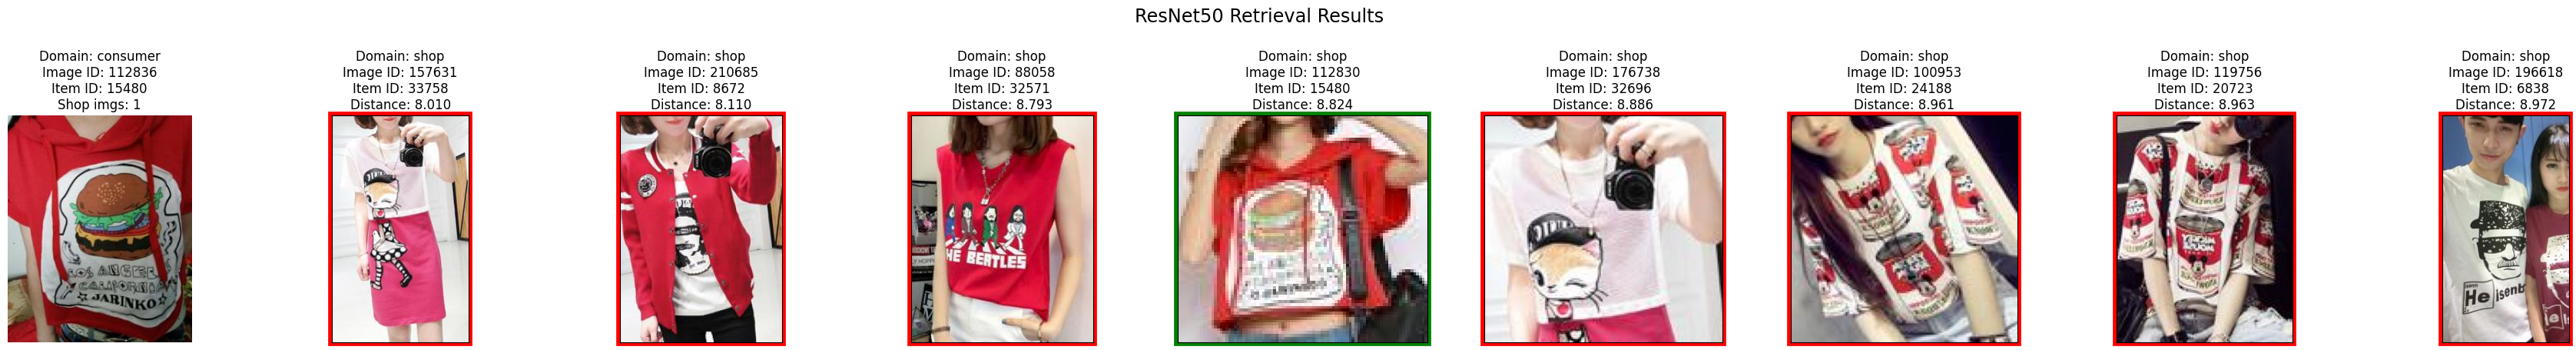 ResNet50 Retrieval Results
Domain: consumer
Image ID: 112836
Item ID: 15480
Shop imgs: 1
Domain: shop
Image ID: 157631
Item ID: 33758
Distance: 8.010
Domain: shop
Image ID: 210685
Item ID: 8672
Distance: 8.110
Domain: shop
Image ID: 88058
Item ID: 32571
Distance: 8.793
Domain: shop
Image ID: 112830
Item ID: 15480
Distance: 8.824
Domain: shop
Image ID: 176738
Item ID: 32696
Distance: 8.886
Domain: shop
Image ID: 100953
Item ID: 24188
Distance: 8.961
Domain: shop
Image ID: 119756
Item ID: 20723
Distance: 8.963
Domain: shop
Image ID: 196618
Item ID: 6838
Distance: 8.972
LOS ANGELE
CALIFORNIA
JARINKO
HE BEATLES
Heisenb